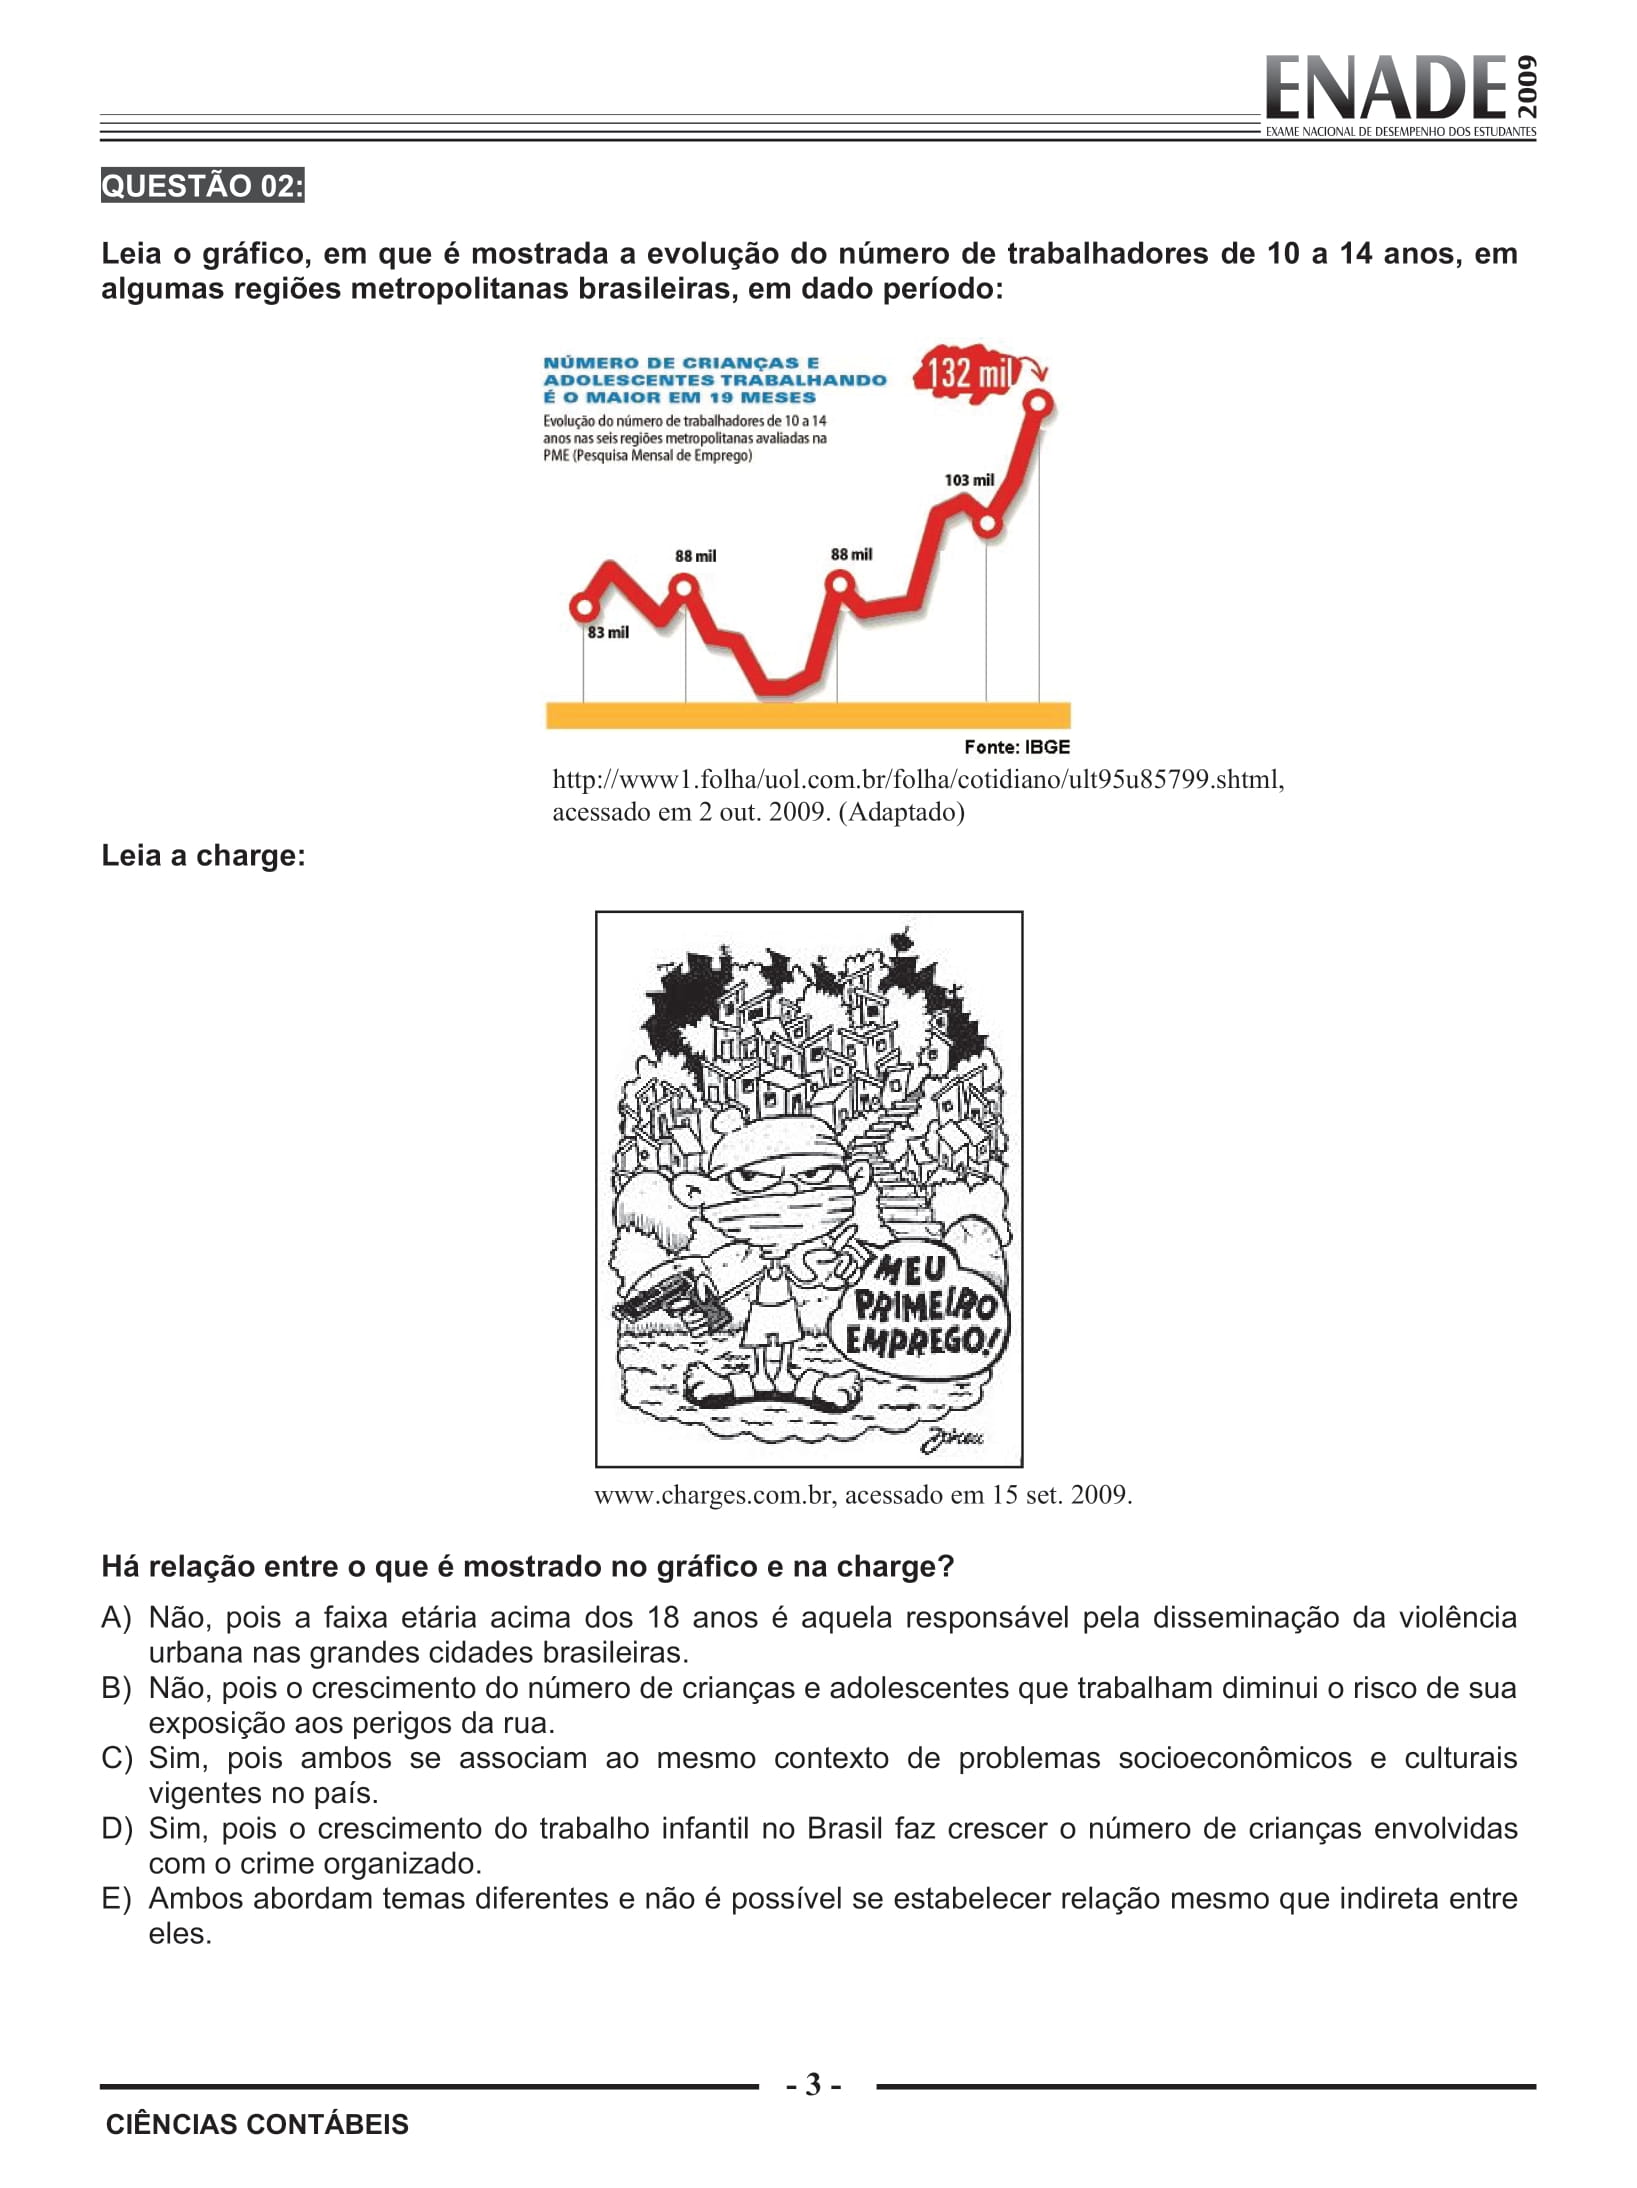 ENADE 2009
EXAME NACIONAL DE DESEMPENHO DOS ESTUDANTES
QUESTÃO 02:
Leia o gráfico, em que é mostrada a evolução do número de trabalhadores de 10 a 14 anos, em
algumas regiões metropolitanas brasileiras, em dado período:
NÚMERO DE CRIANÇAS E
ADOLESCENTES TRABALHANDO
É O MAIOR EM 19 MESES
Evolução do número de trabalhadores de 10 a 14
anos nas seis regiões metropolitanas avaliadas na
PME (Pesquisa Mensal de Emprego)
132 mil
103 mil
88 mil
88 mil
83 mil
Fonte: IBGE
http://www1.folha/uol.com.br/folha/cotidiano/ult95u85799.shtml,
acessado em 2 out. 2009. (Adaptado)
Leia a charge:
MEU
PRIMEIRO
EMPREGO!
www.charges.com.br, acessado em 15 set. 2009.
Há relação entre o que é mostrado no gráfico e na charge?
A) Não, pois a faixa etária acima dos 18 anos é aquela responsável pela disseminação da violência
urbana nas grandes cidades brasileiras.
B) Não, pois o crescimento do número de crianças e adolescentes que trabalham diminui o risco de sua
exposição aos perigos da rua.
C) Sim, pois ambos se associam ao mesmo contexto de problemas socioeconômicos e culturais
vigentes no país.
D) Sim, pois o crescimento do trabalho infantil no Brasil faz crescer o número de crianças envolvidas
com o crime organizado.
E) Ambos abordam temas diferentes e não é possível se estabelecer relação mesmo que indireta entre
eles.
- 3 -
CIÊNCIAS CONTÁBEIS